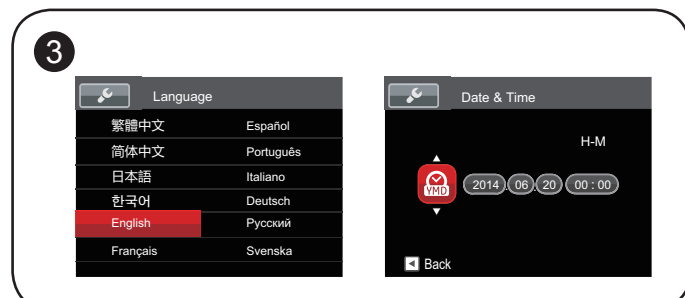 3
Language
繁體中文 Español
简体中文 Português
日本語 Italiano
한국어 Deutsch
English Русский
Français Svenska
Date & Time
H-M
YMD 2014 . 06 . 20 00 : 00
Back